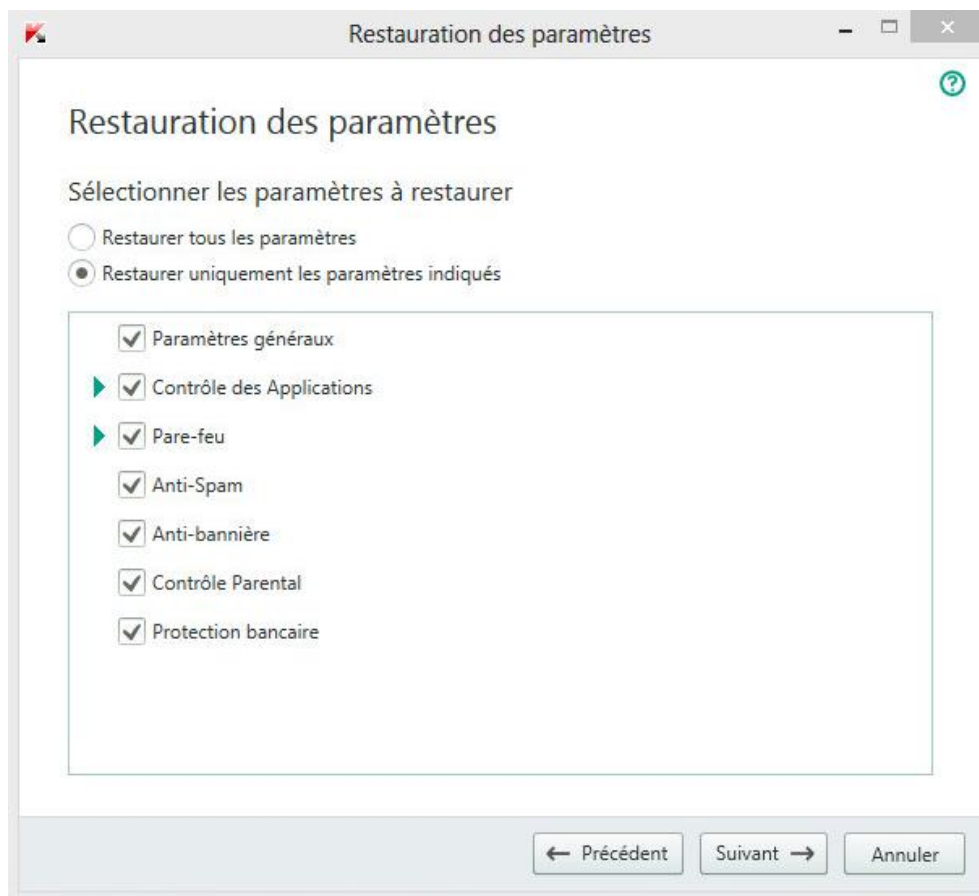 Restauration des paramètres
Restauration des paramètres
Sélectionner les paramètres à restaurer
Restaurer tous les paramètres
Restaurer uniquement les paramètres indiqués
Paramètres généraux
Contrôle des Applications
Pare-feu
Anti-Spam
Anti-bannière
Contrôle Parental
Protection bancaire
Précédent
Suivant
Annuler